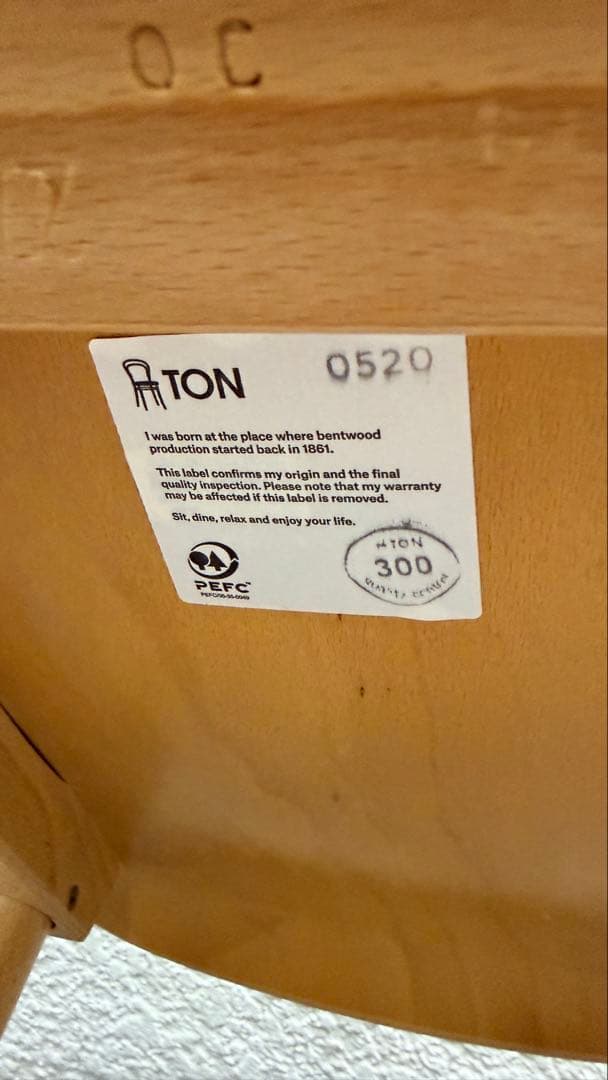 O C
TON
0520
I was born at the place where bentwood
production started back in 1861.
This label confirms my origin and the final
quality inspection. Please note that my warranty
may be affected if this label is removed.
Sit, dine, relax and enjoy your life.
PEFC™
TON
300